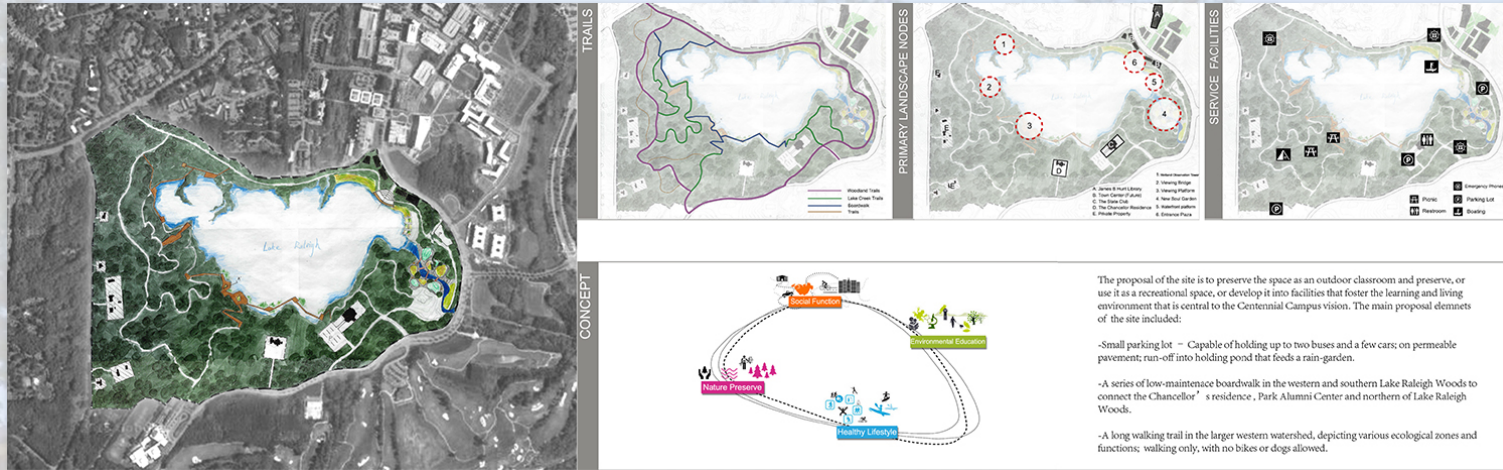 Lake Raleigh
TRAILS
Woodland Trails
Lake Creek Trails
Boardwalk
Trails
PRIMARY LANDSCAPE NODES
1
2
3
4
5
6
A
D
A. James B Hunt Library
B. Town Center (Future)
C. The State Club
D. The Chancellor Residence
E. Private Property
2. Viewing Bridge
3. Viewing Platform
4. New Soul Garden
5. Waterfront platform
6. Entrance Plaza
SERVICE FACILITIES
P
P
P
Emergency Phones
Picnic
Parking Lot
Restroom
Boating
CONCEPT
Social Function
Environmental Education
Nature Preserve
Healthy Lifestyle
The proposal of the site is to preserve the space as an outdoor classroom and preserve, or
use it as a recreational space, or develop it into facilities that foster the learning and living
environment that is central to the Centennial Campus vision. The main proposal elemnets
of the site included:
-Small parking lot – Capable of holding up to two buses and a few cars; on permeable
pavement; run-off into holding pond that feeds a rain-garden.
-A series of low-maintenace boardwalk in the western and southern Lake Raleigh Woods to
connect the Chancellor’s residence , Park Alumni Center and northern of Lake Raleigh
Woods.
-A long walking trail in the larger western watershed, depicting various ecological zones and
functions; walking only, with no bikes or dogs allowed.